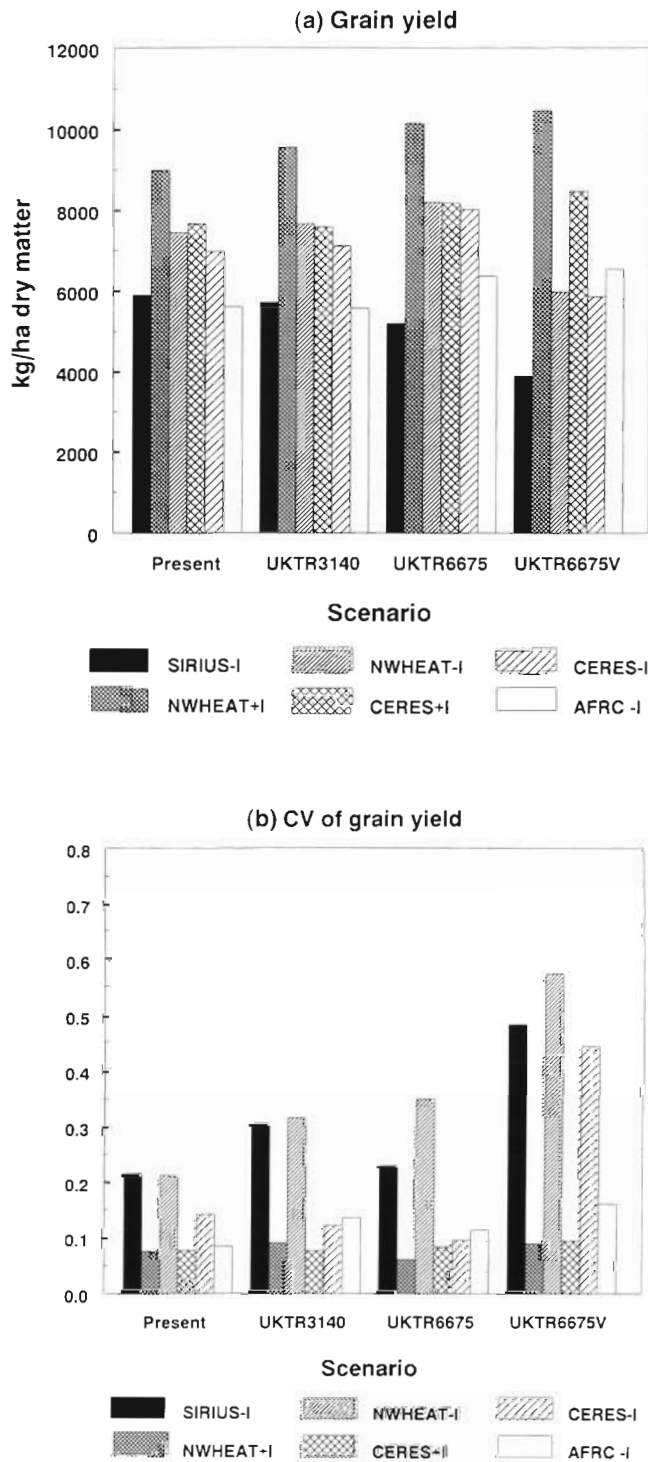 (a) Grain yield
12000
10000
8000
6000
4000
2000
0
kg/ha dry matter
Present UKTR3140 UKTR6675 UKTR6675V
Scenario
SIRIUS-I NWHEAT-I CERES-I
NWHEAT+I CERES+I AFRC -I
(b) CV of grain yield
0.8
0.7
0.6
0.5
0.4
0.3
0.2
0.1
0.0
Present UKTR3140 UKTR6675 UKTR6675V
Scenario
SIRIUS-I NWHEAT-I CERES-I
NWHEAT+I CERES+I AFRC -I